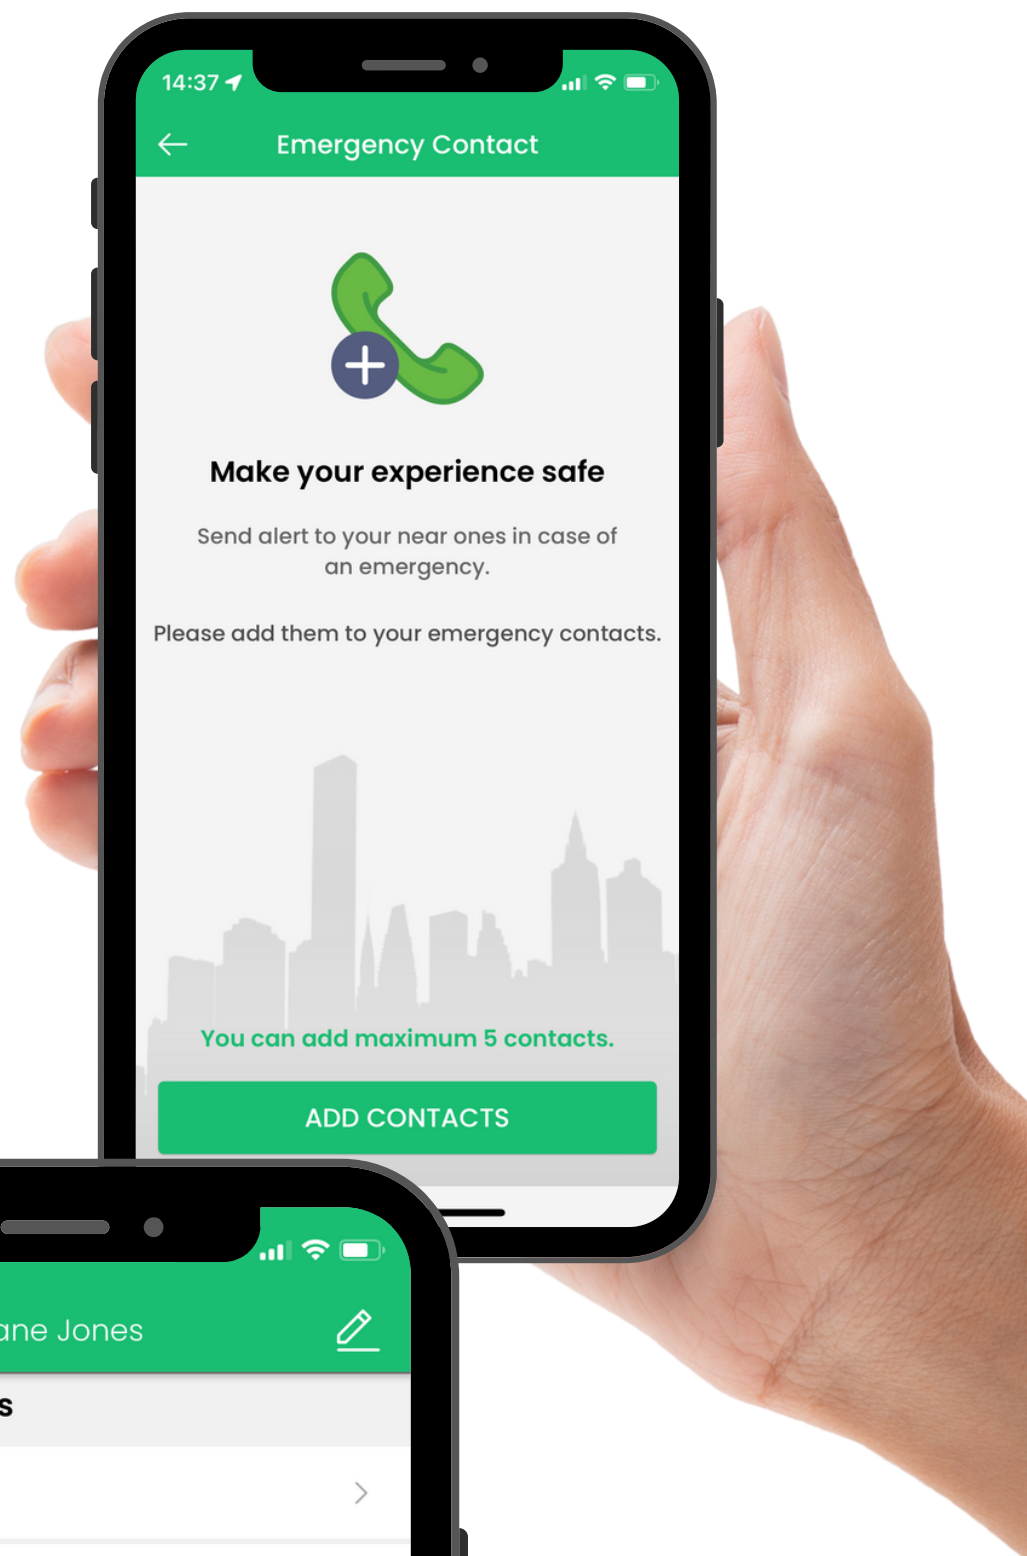 14:37
Emergency Contact
Make your experience safe
Send alert to your near ones in case of
an emergency.
Please add them to your emergency contacts.
You can add maximum 5 contacts.
ADD CONTACTS
Jones